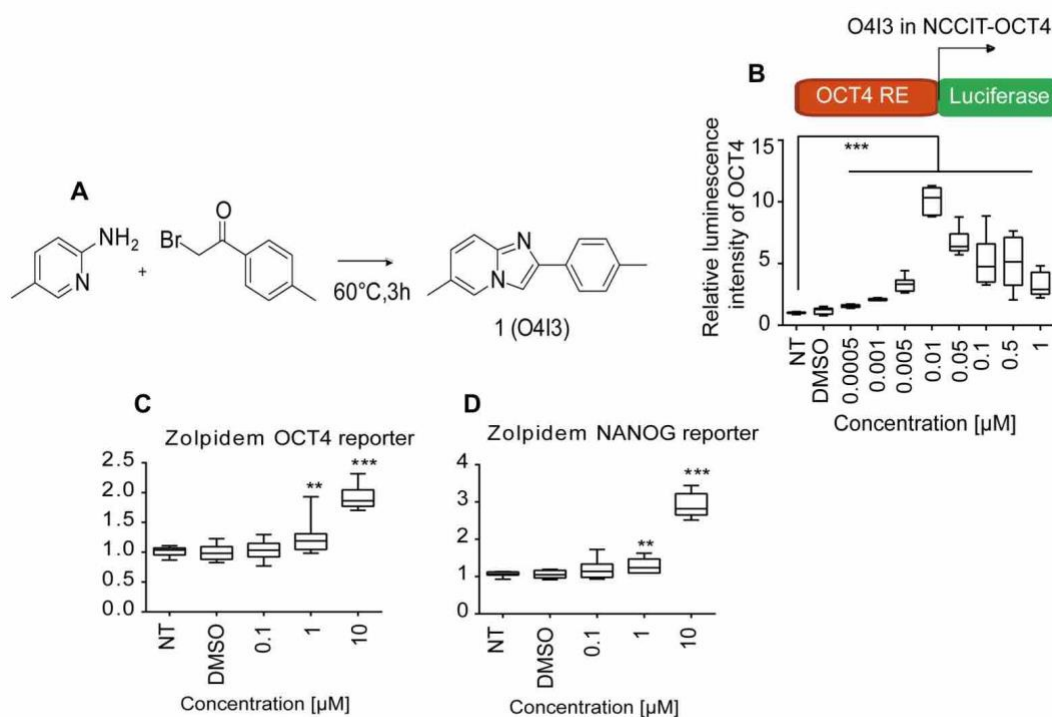 A
NH₂
N
+
Br
O
60°C,3h
N
N
1 (O4I3)
B
O4I3 in NCCIT-OCT4
OCT4 RE
Luciferase
Relative luminescence
intensity of OCT4
15
10
5
0
***
NT
DMSO
0.0005
0.001
0.005
0.01
0.05
0.1
0.5
1
Concentration [µM]
C
Zolpidem OCT4 reporter
2.5
2.0
1.5
1.0
0.5
0.0
**
***
NT
DMSO
0.1
1
10
Concentration [µM]
D
Zolpidem NANOG reporter
4
3
2
1
0
**
***
NT
DMSO
0.1
1
10
Concentration [µM]